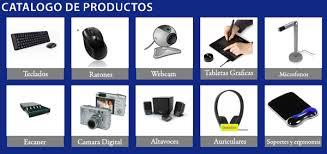 CATALOGO DE PRODUCTOS
Teclados
Ratones
Webcam
Tabletas Graficas
Microfonos
Escaner
Camara Digital
Altavoces
Auriculares
Soportes y ergonomia